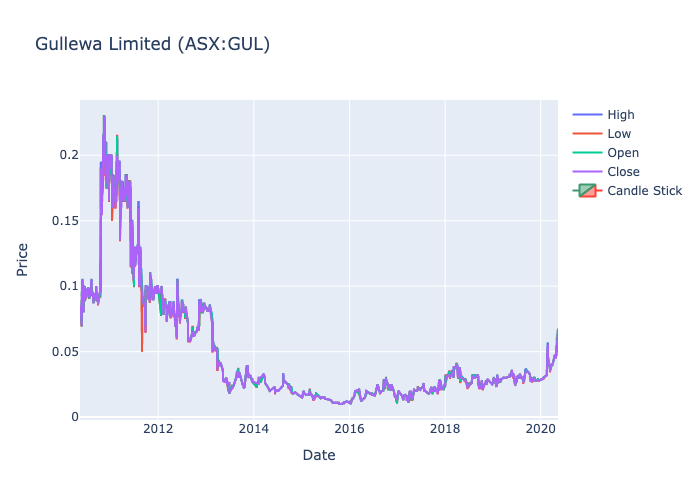 Gullewa Limited (ASX:GUL)
High
Low
Open
Close
Candle Stick
Price
0.2
0.15
0.1
0.05
0
2012
2014
2016
2018
2020
Date